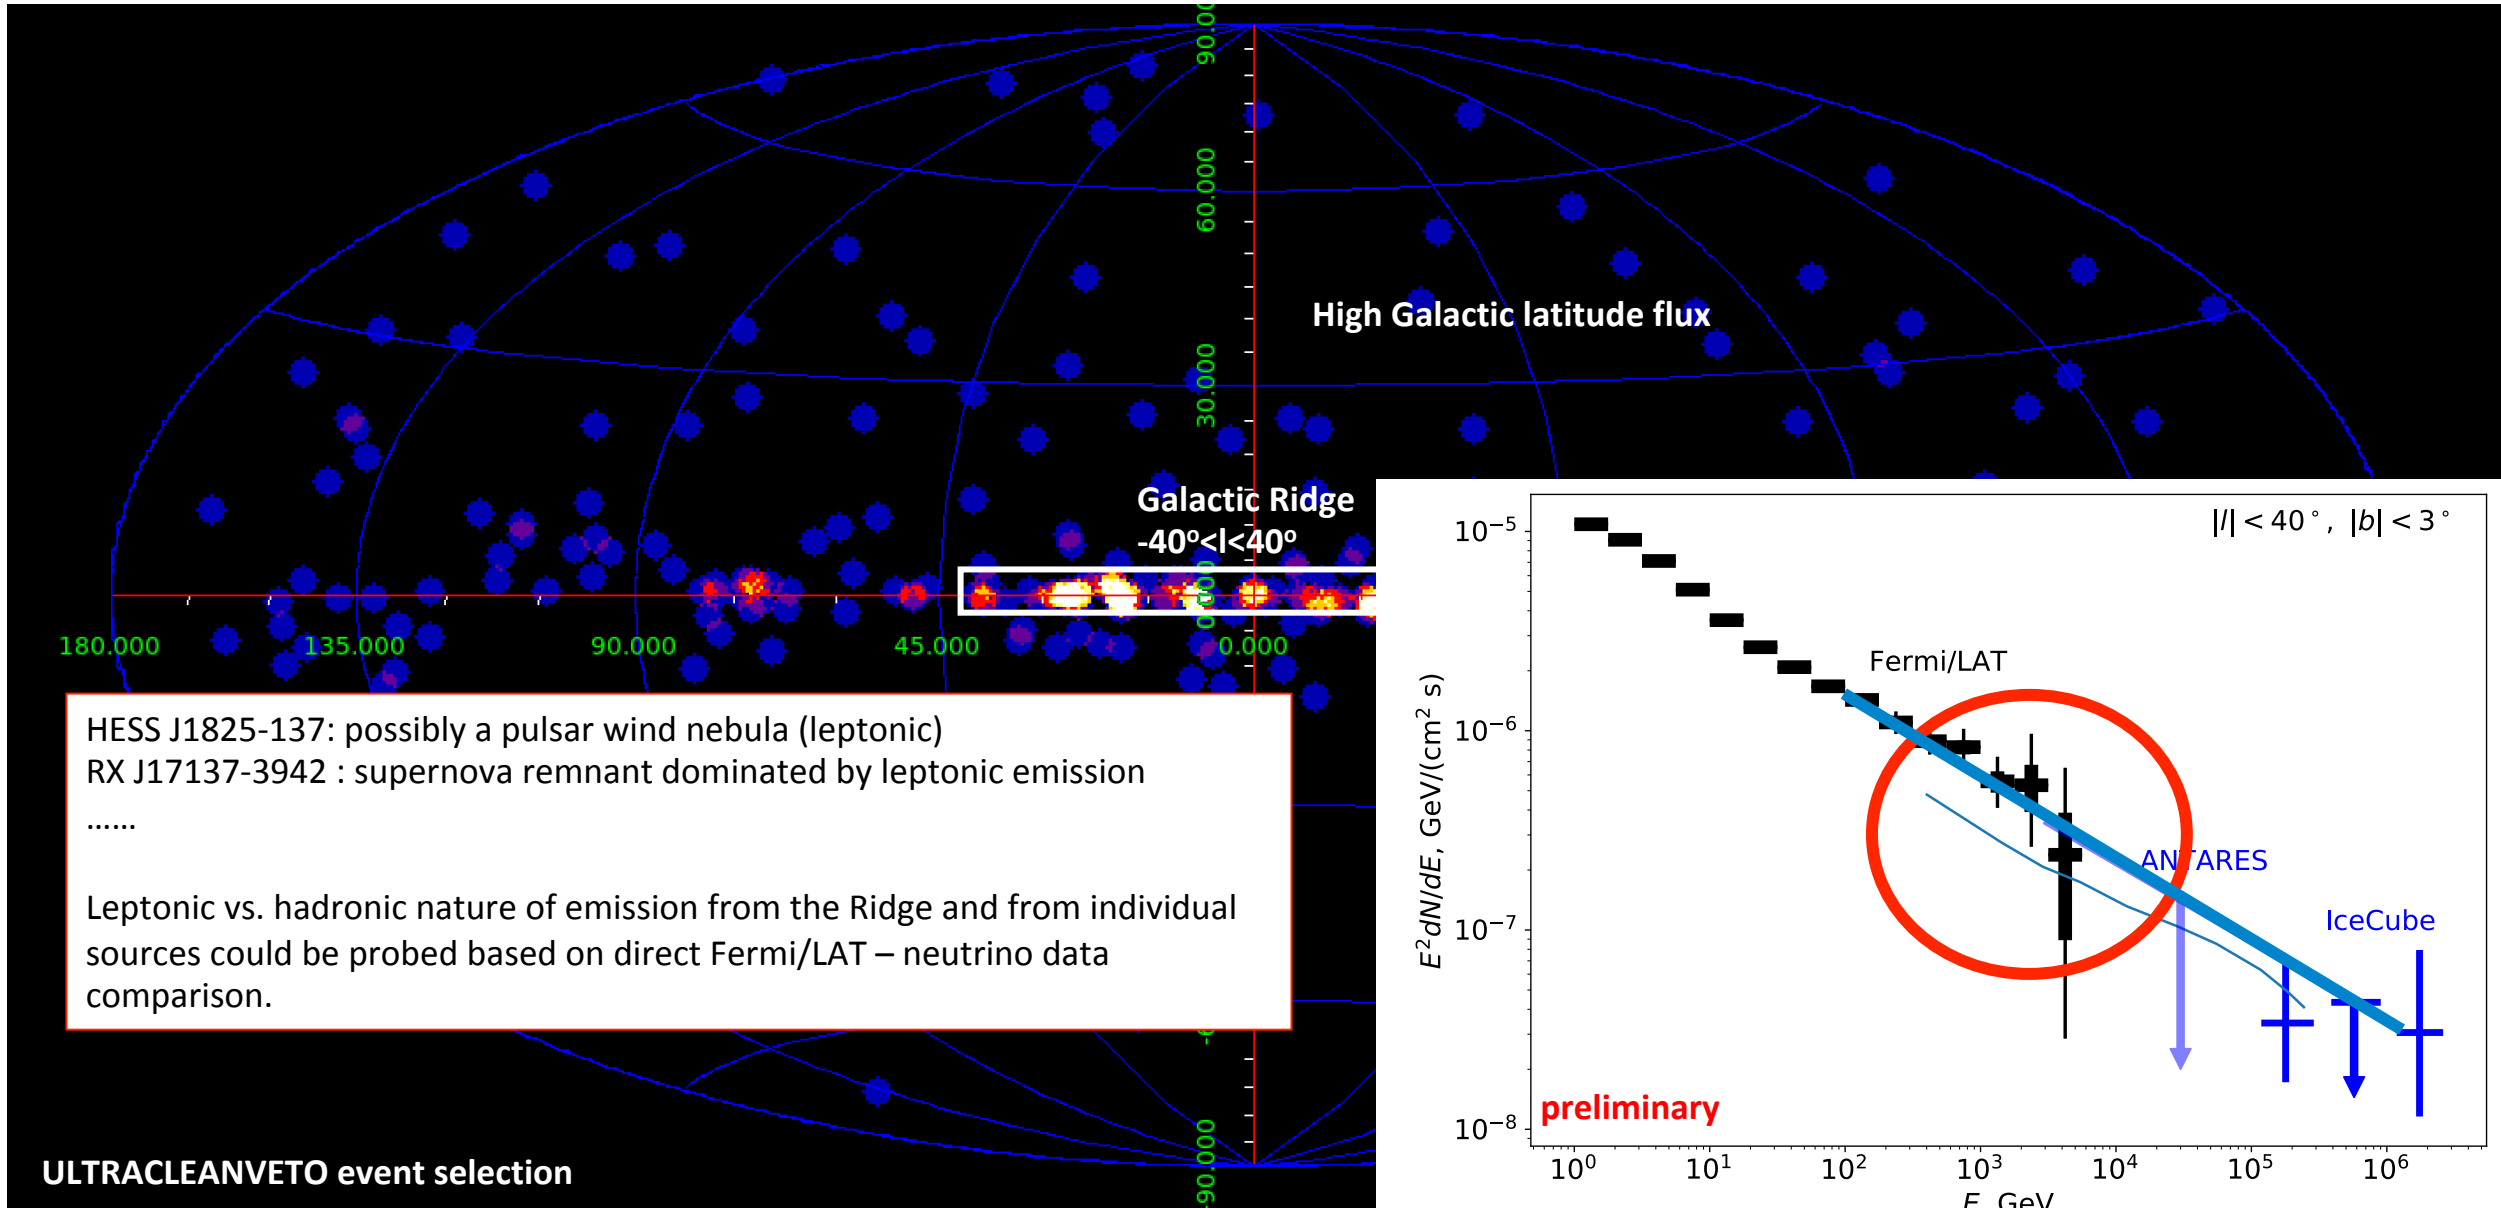 90.00
60.000
High Galactic latitude flux
30.000
Galactic Ridge
-40º<l<40º
180.000
135.000
90.000
45.000
0.000
HESS J1825-137: possibly a pulsar wind nebula (leptonic)
RX J17137-3942 : supernova remnant dominated by leptonic emission
......
Leptonic vs. hadronic nature of emission from the Ridge and from individual
sources could be probed based on direct Fermi/LAT – neutrino data
comparison.
-90.000
ULTRACLEANVETO event selection
|l| < 40°, |b| < 3°
10⁻⁵
Fermi/LAT
10⁻⁶
ANTARES
10⁻⁷
IceCube
10⁻⁸
preliminary
E²dN/dE, GeV/(cm² s)
10⁰ 10¹ 10² 10³ 10⁴ 10⁵ 10⁶
E, GeV